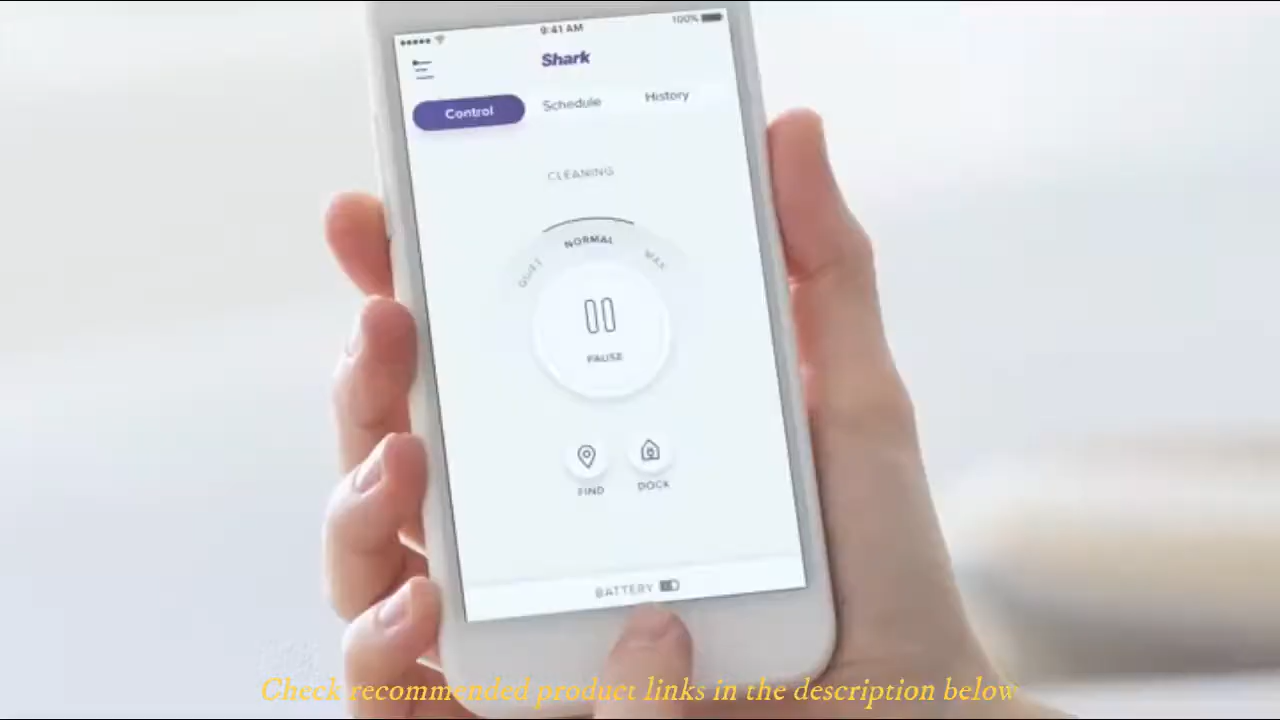 9:41 AM
100%
Shark
Control
Schedule
History
CLEANING
QUIET
NORMAL
MAX
PAUSE
FIND
DOCK
BATTERY
Check recommended product links in the description below